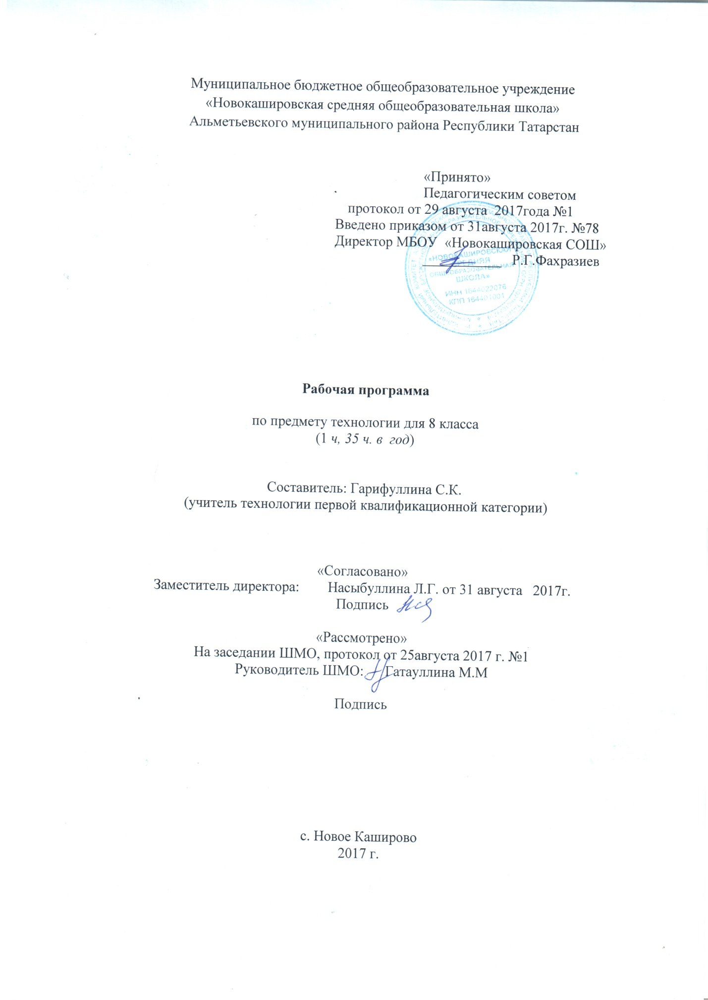 Муниципальное бюджетное общеобразовательное учреждение
«Новокашировская средняя общеобразовательная школа»
Альметьевского муниципального района Республики Татарстан
«Принято»
Педагогическим советом
протокол от 29 августа 2017года №1
Введено приказом от 31августа 2017г. №78
Директор МБОУ «Новокашировская СОШ»
Р.Г.Фахразиев
«НОВОКАШИРОВСКАЯ
СРЕДНЯЯ
ОБЩЕОБРАЗОВАТЕЛЬНАЯ
ШКОЛА»
ИНН 1644022076
КПП 164401001
Рабочая программа
по предмету технологии для 8 класса
(1 ч, 35 ч. в год)
Составитель: Гарифуллина С.К.
(учитель технологии первой квалификационной категории)
«Согласовано»
Заместитель директора: Насыбуллина Л.Г. от 31 августа 2017г.
Подпись
«Рассмотрено»
На заседании ШМО, протокол от 25августа 2017 г. №1
Руководитель ШМО: Гатауллина М.М
Подпись
с. Новое Каширово
2017 г.